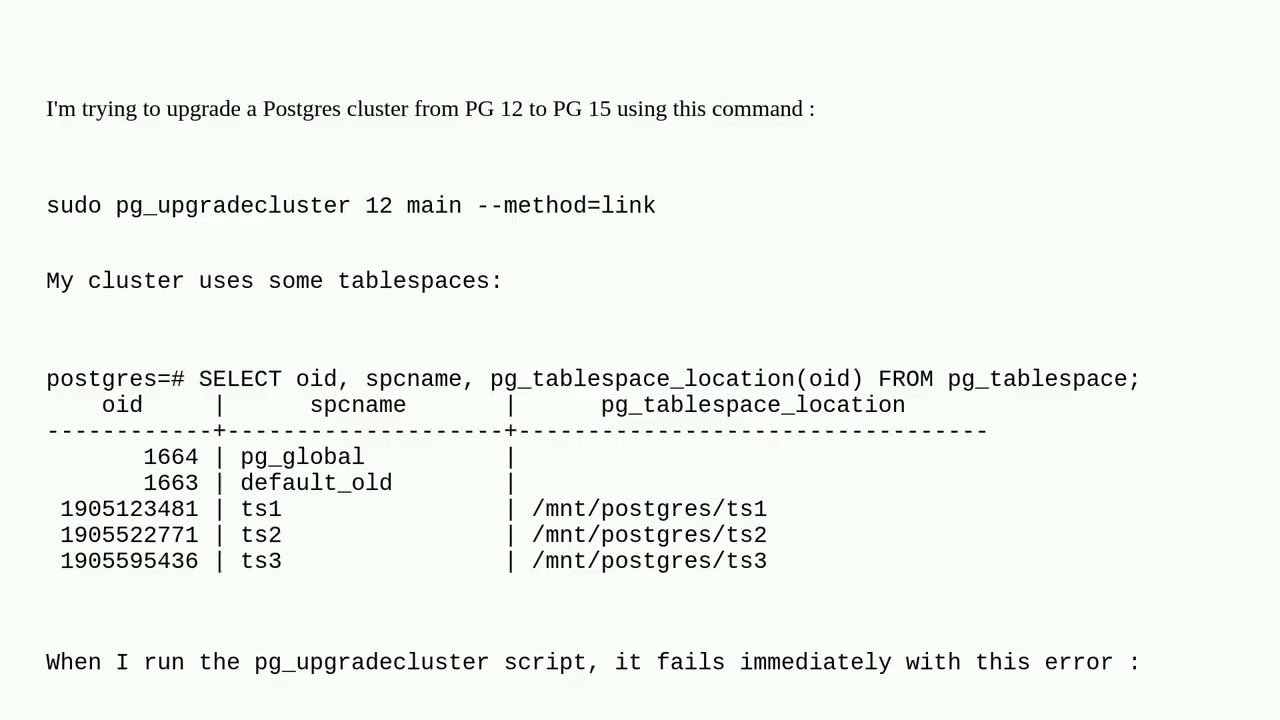 I'm trying to upgrade a Postgres cluster from PG 12 to PG 15 using this command :
sudo pg_upgradecluster 12 main --method=link
My cluster uses some tablespaces:
postgres=# SELECT oid, spcname, pg_tablespace_location(oid) FROM pg_tablespace;
    oid     |      spcname       |      pg_tablespace_location
------------+--------------------+----------------------------------
       1664 | pg_global          |
       1663 | default_old        |
 1905123481 | ts1                | /mnt/postgres/ts1
 1905522771 | ts2                | /mnt/postgres/ts2
 1905595436 | ts3                | /mnt/postgres/ts3
When I run the pg_upgradecluster script, it fails immediately with this error :